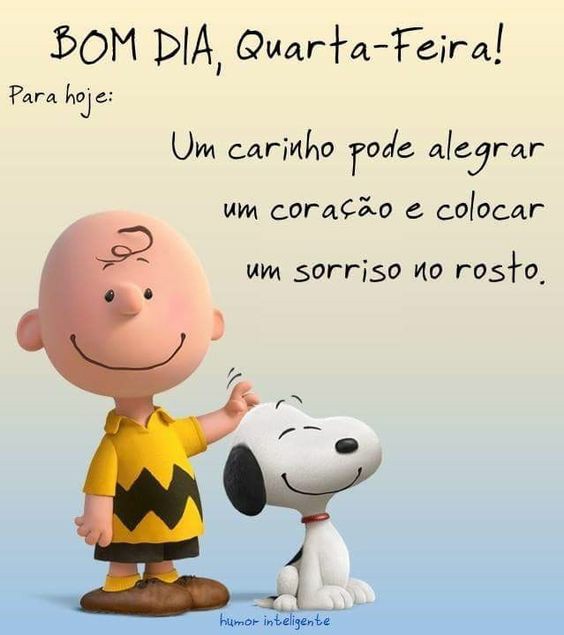 BOM DIA, Quarta-Feira!
Para hoje:
Um carinho pode alegrar
um coração e colocar
um sorriso no rosto.
humor inteligente